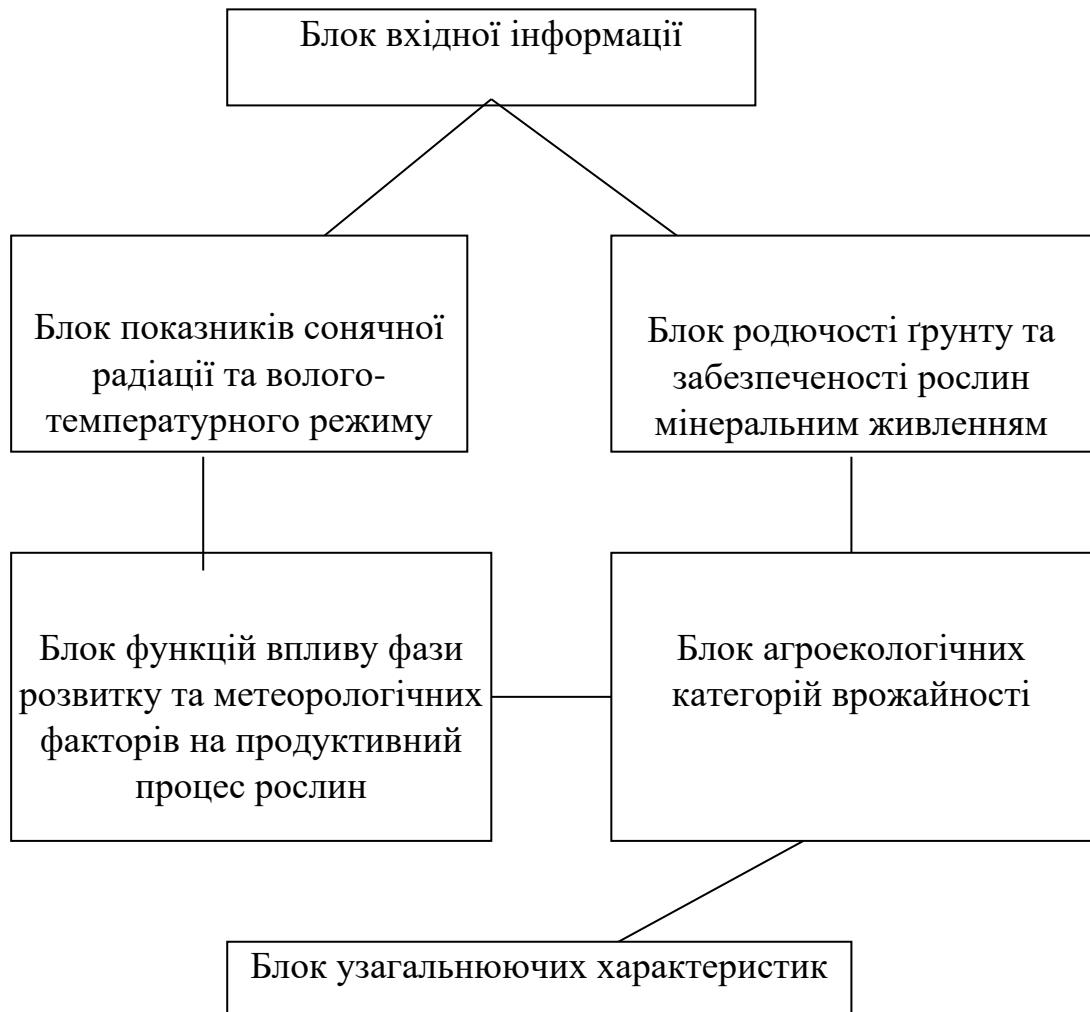 Блок вхідної інформації
Блок показників сонячної
радіації та волого-
температурного режиму
Блок родючості ґрунту та
забезпеченості рослин
мінеральним живленням
Блок функцій впливу фази
розвитку та метеорологічних
факторів на продуктивний
процес рослин
Блок агроекологічних
категорій врожайності
Блок узагальнюючих характеристик